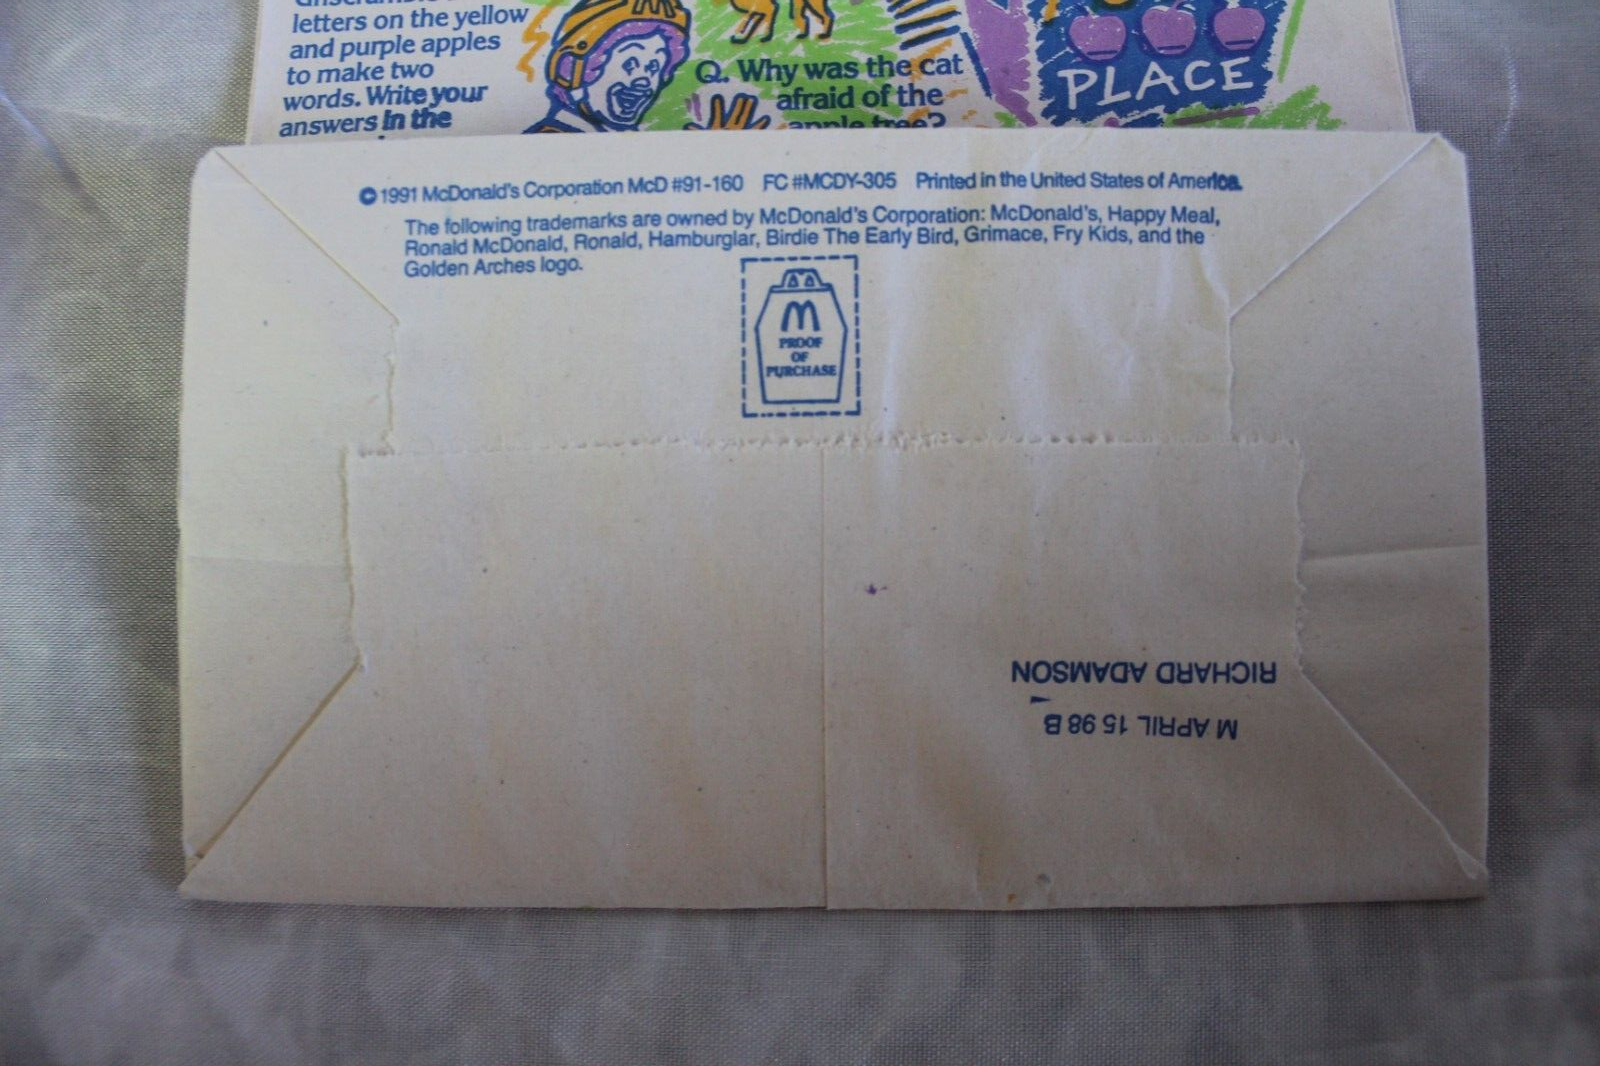 letters on the yellow
and purple apples
to make two
words. Write your
answers in the
Q. Why was the cat
afraid of the
apple tree?
PLACE
© 1991 McDonald's Corporation McD #91-160 FC #MCDY-305 Printed in the United States of America.
The following trademarks are owned by McDonald's Corporation: McDonald's, Happy Meal,
Ronald McDonald, Ronald, Hamburglar, Birdie The Early Bird, Grimace, Fry Kids, and the
Golden Arches logo.
M
PROOF
OF
PURCHASE
M APRIL 15 98 B
RICHARD ADAMSON